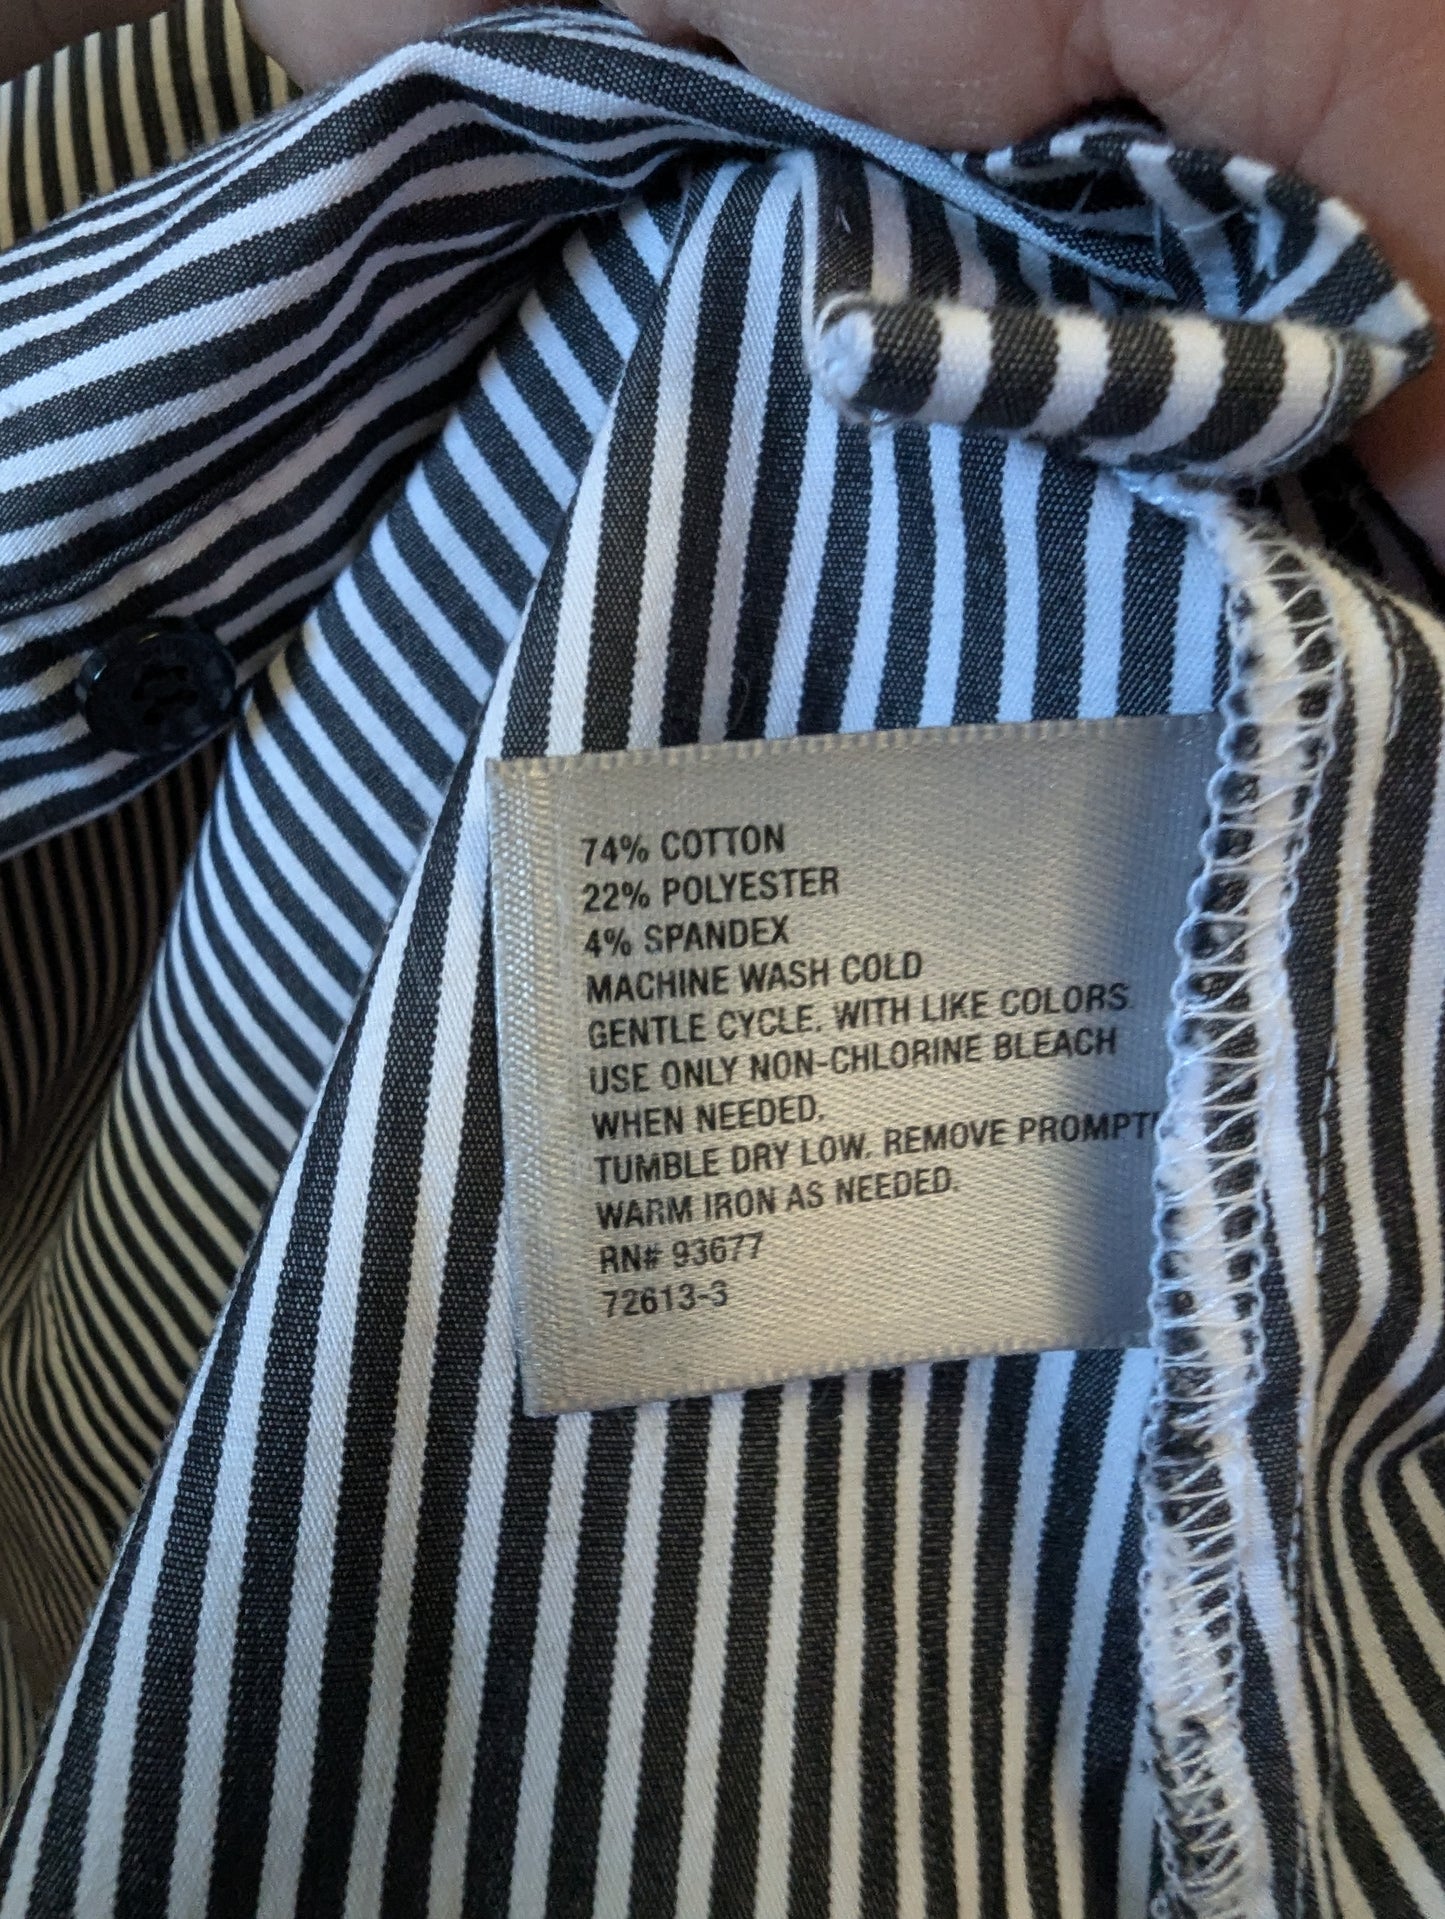 74% COTTON
22% POLYESTER
4% SPANDEX
MACHINE WASH COLD
GENTLE CYCLE. WITH LIKE COLORS
USE ONLY NON-CHLORINE BLEACH
WHEN NEEDED.
TUMBLE DRY LOW. REMOVE PROMPT
WARM IRON AS NEEDED.
RN# 93677
72613-3